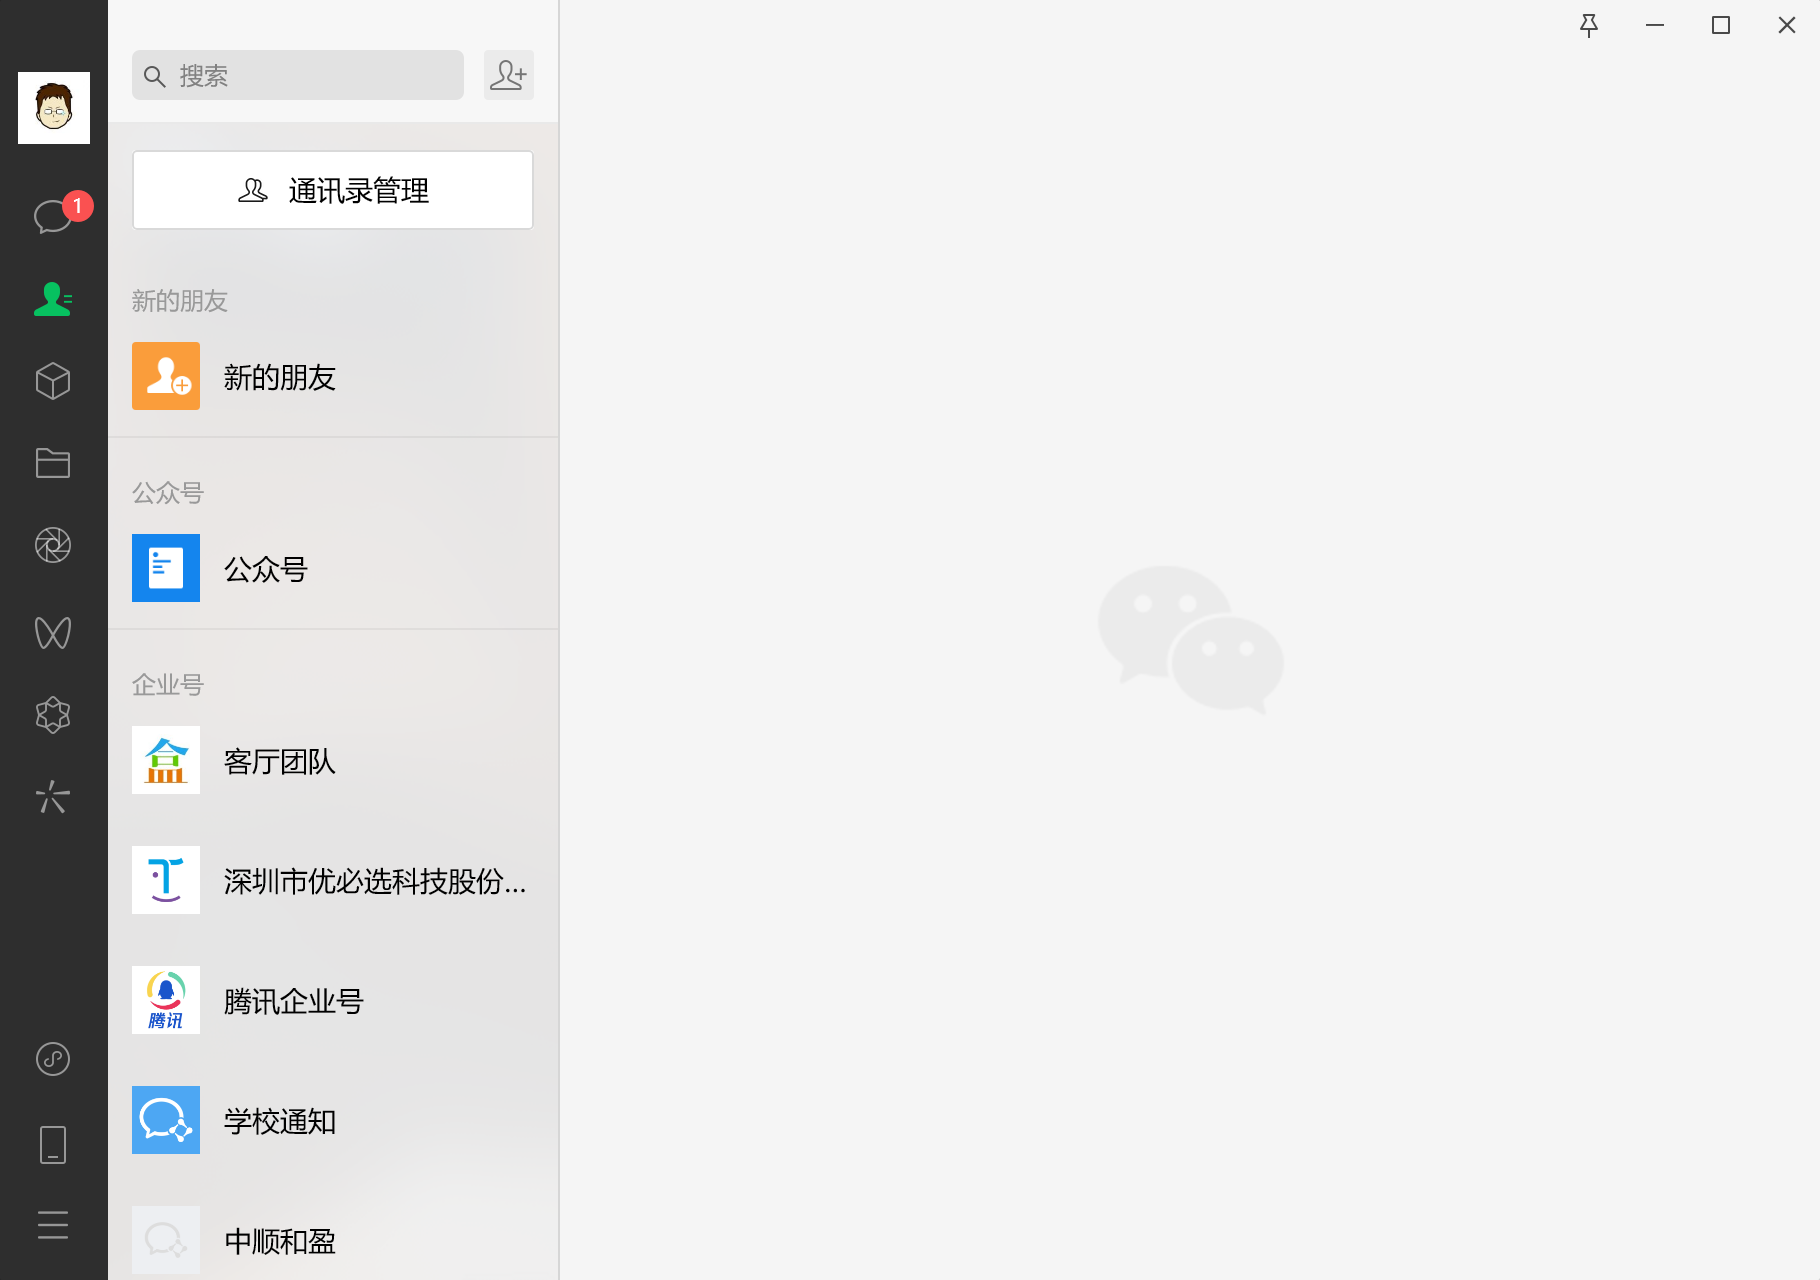 搜索
1
通讯录管理
新的朋友
新的朋友
公众号
公众号
企业号
盒
客厅团队
深圳市优必选科技股份...
腾讯
腾讯企业号
学校通知
中顺和盈